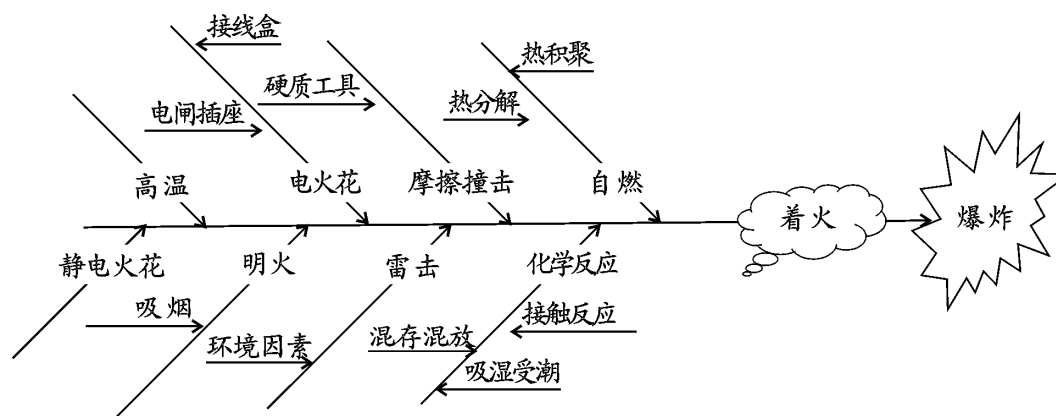 接线盒
硬质工具
热积聚
电闸插座
热分解
高温
电火花
摩擦撞击
自燃
着火
爆炸
静电火花
明火
雷击
化学反应
吸烟
环境因素
混存混放
接触反应
吸湿受潮